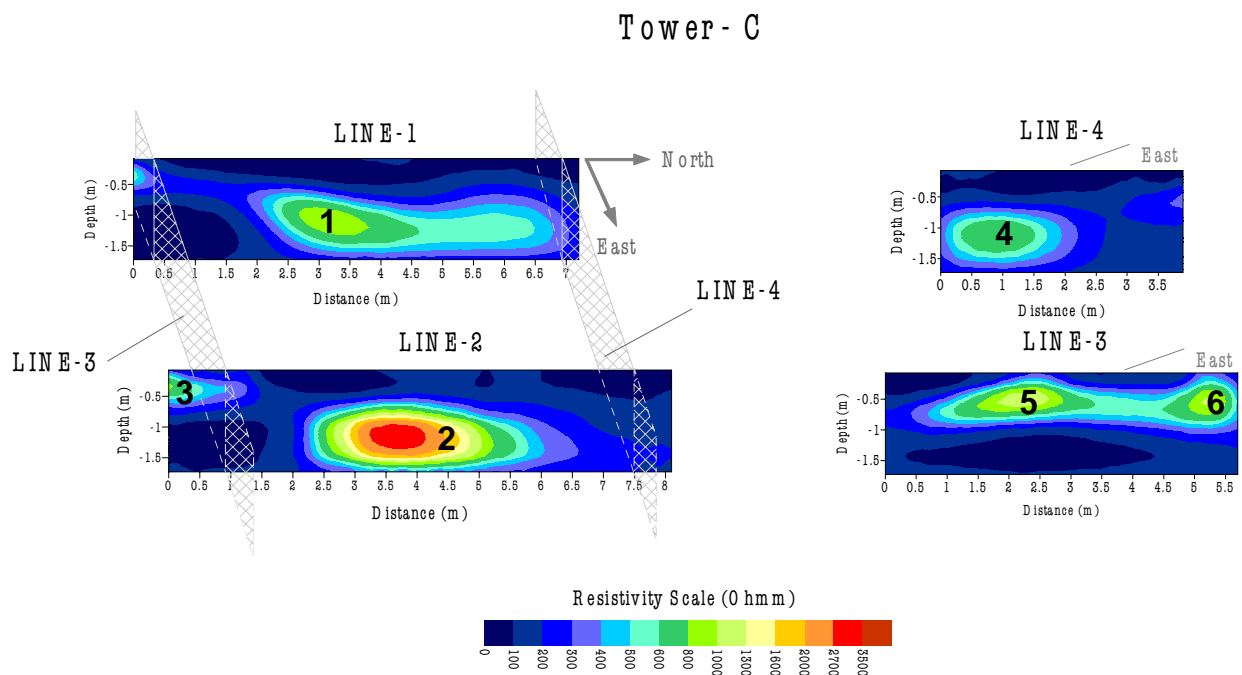 Tower- C
LINE-1
North
East
Depth (m)
-0.5
-1
-1.5
0 0.5 1 1.5 2 2.5 3 3.5 4 4.5 5 5.5 6 6.5 7
Distance (m)
1
LINE-4
East
Depth (m)
-0.5
-1
-1.5
0 0.5 1 1.5 2 2.5 3 3.5
Distance (m)
4
LINE-3
LINE-4
LINE-2
Depth (m)
-0.5
-1
-1.5
3
2
0 0.5 1 1.5 2 2.5 3 3.5 4 4.5 5 5.5 6 6.5 7 7.5 8
Distance (m)
LINE-3
East
Depth (m)
-0.5
-1
-1.5
5
6
0 0.5 1 1.5 2 2.5 3 3.5 4 4.5 5 5.5
Distance (m)
Resistivity Scale (Ohmm)
0 100 200 300 400 500 600 800 1000 1300 1600 2000 2700 3500